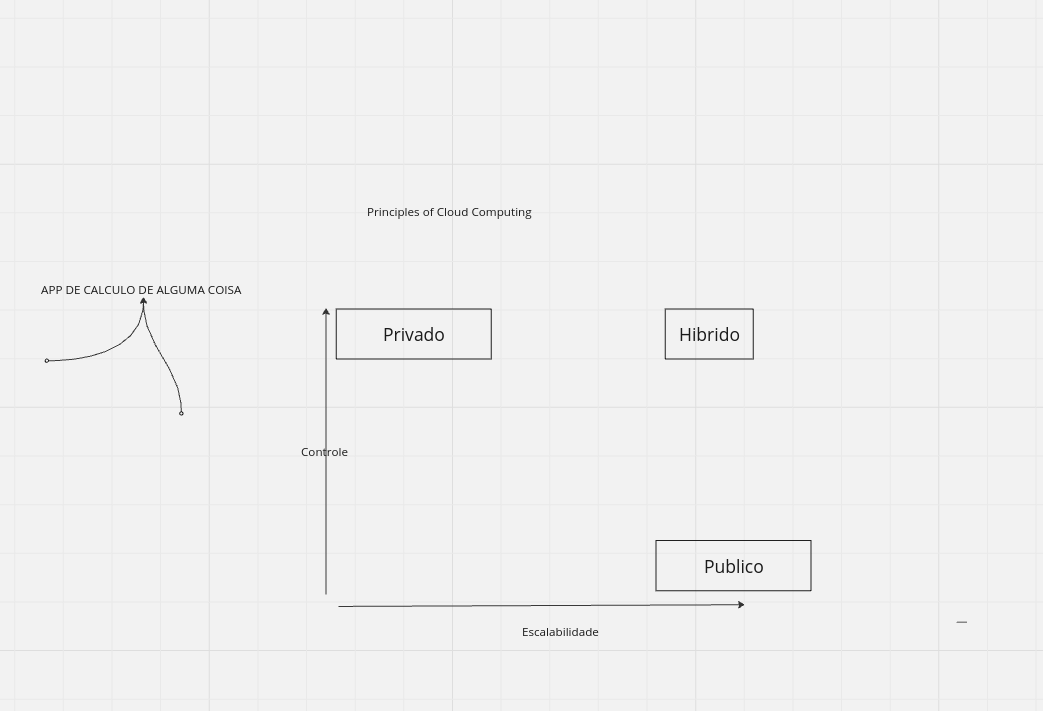 Principles of Cloud Computing
APP DE CALCULO DE ALGUMA COISA
Privado
Hibrido
Controle
Publico
Escalabilidade